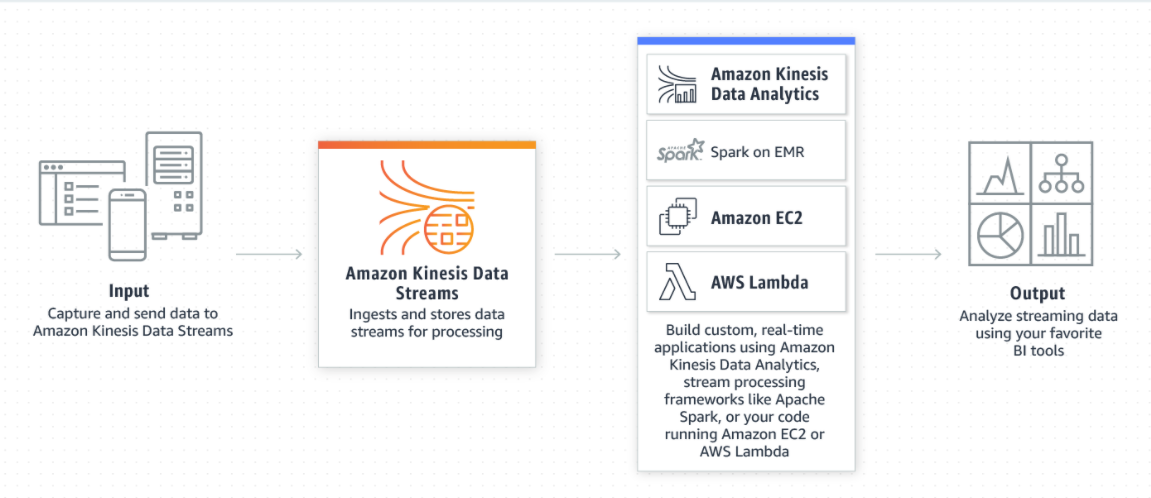 Input
Capture and send data to
Amazon Kinesis Data Streams
Amazon Kinesis Data
Streams
Ingests and stores data
streams for processing
Amazon Kinesis
Data Analytics
APACHE
Spark
Spark on EMR
Amazon EC2
AWS Lambda
Build custom, real-time
applications using Amazon
Kinesis Data Analytics,
stream processing
frameworks like Apache
Spark, or your code
running Amazon EC2 or
AWS Lambda
Output
Analyze streaming data
using your favorite
BI tools